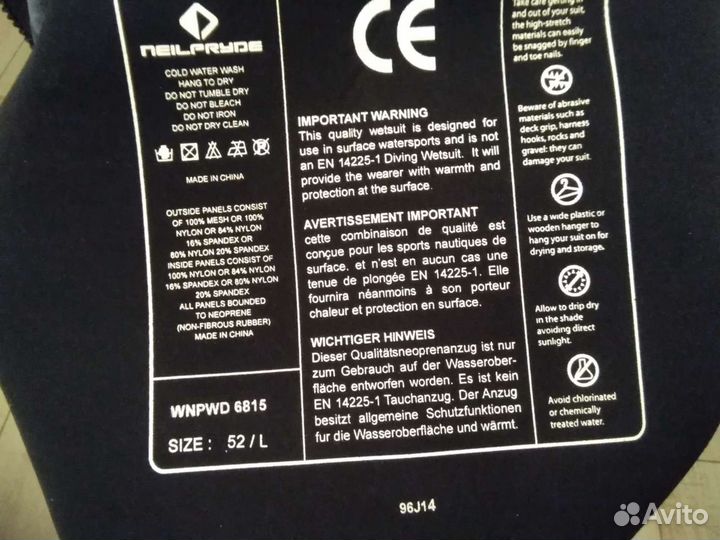 NEILPRYDE
COLD WATER WASH
HANG TO DRY
DO NOT TUMBLE DRY
DO NOT BLEACH
DO NOT IRON
DO NOT DRY CLEAN
MADE IN CHINA
OUTSIDE PANELS CONSIST
OF 100% MESH OR 100%
NYLON OR 84% NYLON
16% SPANDEX OR
80% NYLON 20% SPANDEX
INSIDE PANELS CONSIST OF
100% NYLON OR 84% NYLON
16% SPANDEX OR 80% NYLON
20% SPANDEX
ALL PANELS BOUNDED
TO NEOPRENE
(NON-FIBROUS RUBBER)
MADE IN CHINA
WNPWD 6815
SIZE : 52 / L
CE
IMPORTANT WARNING
This quality wetsuit is designed for
use in surface watersports and is not
an EN 14225-1 Diving Wetsuit. It will
provide the wearer with warmth and
protection at the surface.
AVERTISSEMENT IMPORTANT
cette combinaison de qualité est
conçue pour les sports nautiques de
surface. et n'est en aucun cas une
tenue de plongée EN 14225-1. Elle
fournira néanmoins à son porteur
chaleur et protection en surface.
WICHTIGER HINWEIS
Dieser Qualitätsneoprenanzug ist nur
zum Gebrauch auf der Wasserober-
fläche entworfen worden. Es ist kein
EN 14225-1 Tauchanzug. Der Anzug
besitzt allgemeine Schutzfunktionen
fur die Wasseroberfläche und wärmt.
Take care getting in
and out of your suit,
the high-stretch
materials can easily
be snagged by finger
and toe nails.
Beware of abrasive
materials such as
deck grip, harness
hooks, rocks and
gravel: they can
damage your suit.
Use a wide plastic or
wooden hanger to
hang your suit on for
drying and storage.
Allow to drip dry
in the shade
avoiding direct
sunlight.
Avoid chlorinated
or chemically
treated water.
96J14
Avito